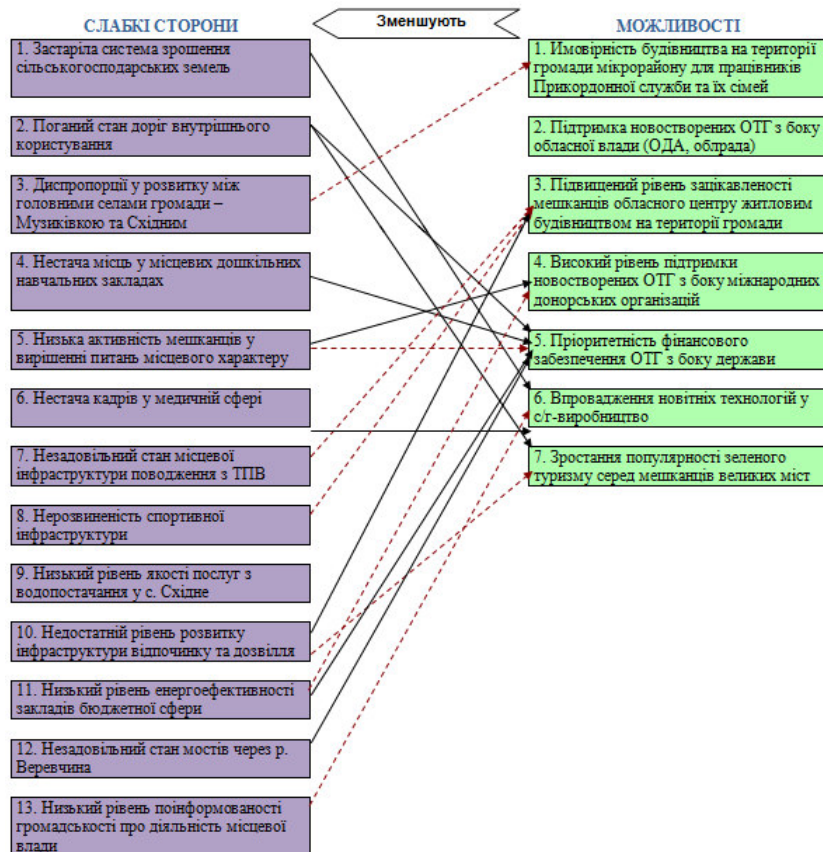 Зменшують
СЛАБКІ СТОРОНИ
1. Застаріла система зрошення
сільськогосподарських земель
2. Поганий стан доріг внутрішнього
користування
3. Диспропорції у розвитку між
головними селами громади –
Музиківкою та Східним
4. Нестача місць у місцевих дошкільних
навчальних закладах
5. Низька активність мешканців у
вирішенні питань місцевого характеру
6. Нестача кадрів у медичній сфері
7. Незадовільний стан місцевої
інфраструктури поводження з ТПВ
8. Нерозвиненість спортивної
інфраструктури
9. Низький рівень якості послуг з
водопостачання у с. Східне
10. Недостатній рівень розвитку
інфраструктури відпочинку та дозвілля
11. Низький рівень енергоефективності
закладів бюджетної сфери
12. Незадовільний стан мостів через р.
Веревчина
13. Низький рівень поінформованості
громадськості про діяльність місцевої
влади
МОЖЛИВОСТІ
1. Имовірність будівництва на території
громади мікрорайону для працівників
Прикордонної служби та їх сімей
2. Підтримка новостворених ОТГ з боку
обласної влади (ОДА, облрада)
3. Підвищений рівень зацікавленості
мешканців обласного центру житловим
будівництвом на території громади
4. Високий рівень підтримки
новостворених ОТГ з боку міжнародних
донорських організацій
5. Пріоритетність фінансового
забезпечення ОТГ з боку держави
6. Впровадження новітніх технологій у
с/г-виробництво
7. Зростання популярності зеленого
туризму серед мешканців великих міст